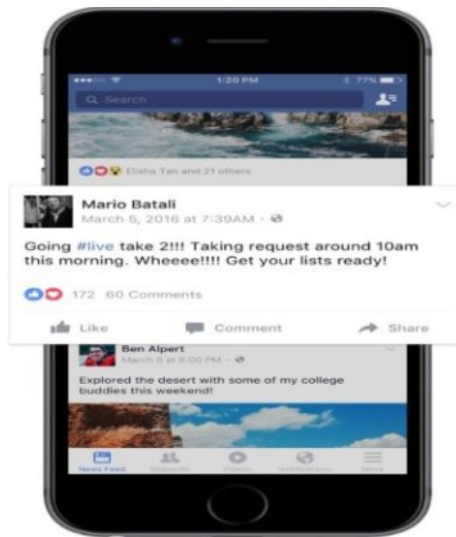 1:20 PM
77%
Search
Elisha Tan and 21 others
Mario Batali
March 5, 2016 at 7:39AM
Going #live take 2!!! Taking request around 10am
this morning. Wheeee!!!! Get your lists ready!
172 60 Comments
Like Comment Share
Ben Alpert
March 6 at 8:00 PM
Explored the desert with some of my college
buddies this weekend!
News Feed Requests Videos Notifications More